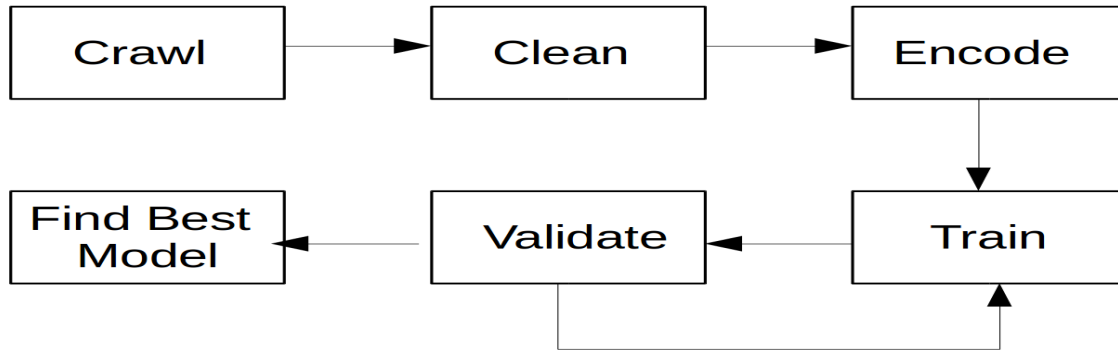 Crawl
Clean
Encode
Find Best
Model
Validate
Train